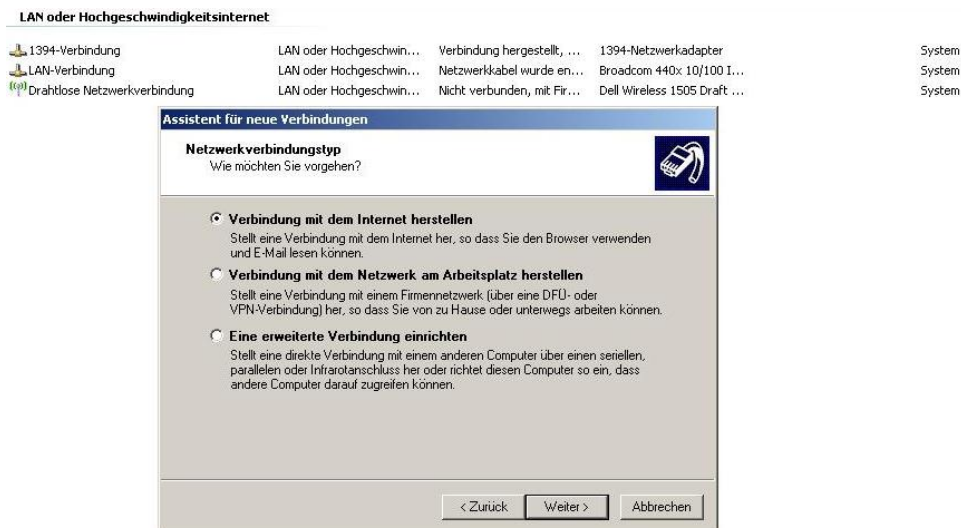 LAN oder Hochgeschwindigkeitsinternet
1394-Verbindung LAN oder Hochgeschwin... Verbindung hergestellt, ... 1394-Netzwerkadapter System
LAN-Verbindung LAN oder Hochgeschwin... Netzwerkkabel wurde en... Broadcom 440x 10/100 I... System
Drahtlose Netzwerkverbindung LAN oder Hochgeschwin... Nicht verbunden, mit Fir... Dell Wireless 1505 Draft ... System
Assistent für neue Verbindungen
Netzwerkverbindungstyp
Wie möchten Sie vorgehen?
Verbindung mit dem Internet herstellen
Stellt eine Verbindung mit dem Internet her, so dass Sie den Browser verwenden
und E-Mail lesen können.
Verbindung mit dem Netzwerk am Arbeitsplatz herstellen
Stellt eine Verbindung mit einem Firmennetzwerk (über eine DFÜ- oder
VPN-Verbindung) her, so dass Sie von zu Hause oder unterwegs arbeiten können.
Eine erweiterte Verbindung einrichten
Stellt eine direkte Verbindung mit einem anderen Computer über einen seriellen,
parallelen oder Infrarotanschluss her oder richtet diesen Computer so ein, dass
andere Computer darauf zugreifen können.
< Zurück Weiter > Abbrechen